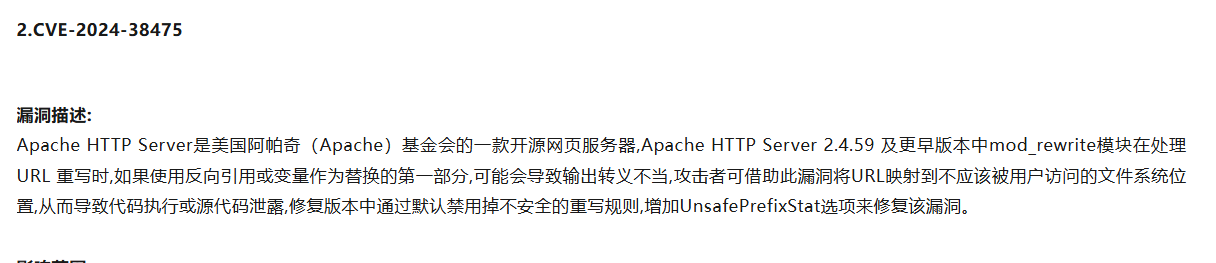 2.CVE-2024-38475
漏洞描述:
Apache HTTP Server是美国阿帕奇（Apache）基金会的一款开源网页服务器,Apache HTTP Server 2.4.59 及更早版本中mod_rewrite模块在处理
URL 重写时,如果使用反向引用或变量作为替换的第一部分,可能会导致输出转义不当,攻击者可借助此漏洞将URL映射到不应该被用户访问的文件系统位
置,从而导致代码执行或源代码泄露,修复版本中通过默认禁用掉不安全的重写规则,增加UnsafePrefixStat选项来修复该漏洞。